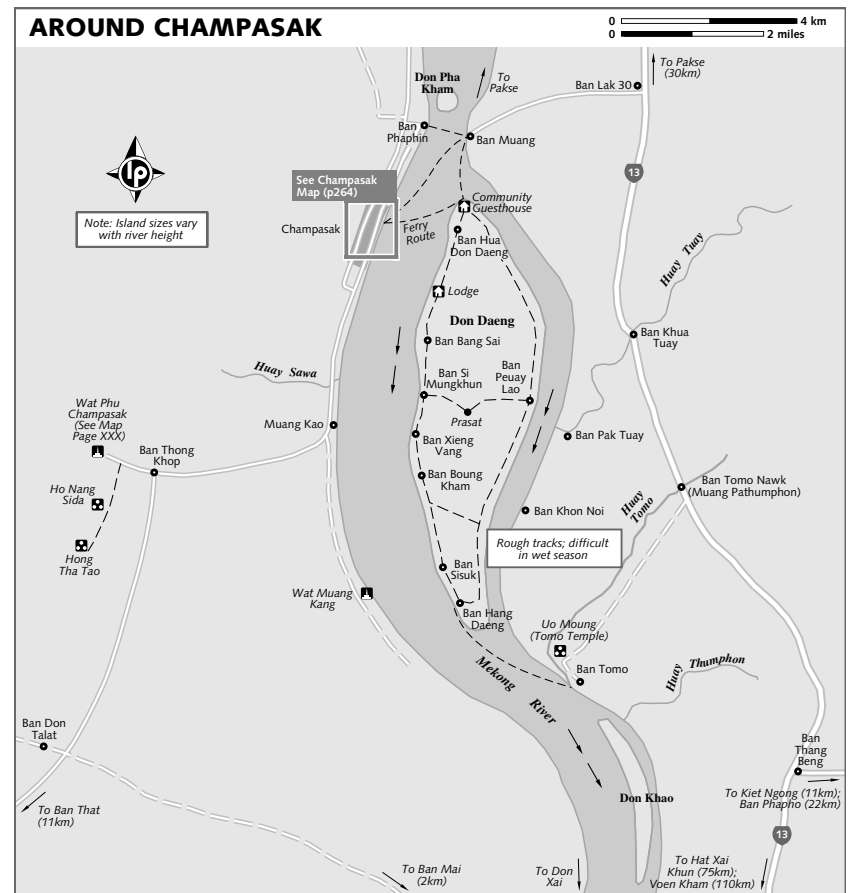 AROUND CHAMPASAK
0 4 km
0 2 miles
Don Pha
Kham
To
Pakse
Ban Lak 30
To Pakse
(30km)
Ban
Phaphin
Ban Muang
lp
13
See Champasak
Map (p264)
Community
Guesthouse
Note: Island sizes vary
with river height
Champasak
Ferry
Route
Ban Hua
Don Daeng
Huay Tuay
Lodge
Don Daeng
Ban Khua
Tuay
Ban Bang Sai
Huay Sawa
Ban Si
Mungkhun
Ban
Peuay
Lao
Wat Phu
Champasak
(See Map
Page XXX)
Prasat
Muang Kao
Ban Xieng
Vang
Ban Pak Tuay
Ban Thong
Khop
Ban Boung
Kham
Ban Tomo Nawk
(Muang Pathumphon)
Ho Nang
Sida
Huay
Tomo
Ban Khon Noi
Rough tracks; difficult
in wet season
Hong
Tha Tao
Ban
Sisuk
Wat Muang
Kang
Ban Hang
Daeng
Uo Moung
(Tomo Temple)
Mekong
River
Ban Tomo
Huay Thumphon
Ban Don
Talat
Ban
Thang
Beng
Don Khao
To Kiet Ngong (11km);
Ban Phapho (22km)
To Ban That
(11km)
13
To Ban Mai
(2km)
To Don
Xai
To Hat Xai
Khun (75km);
Voen Kham (110km)